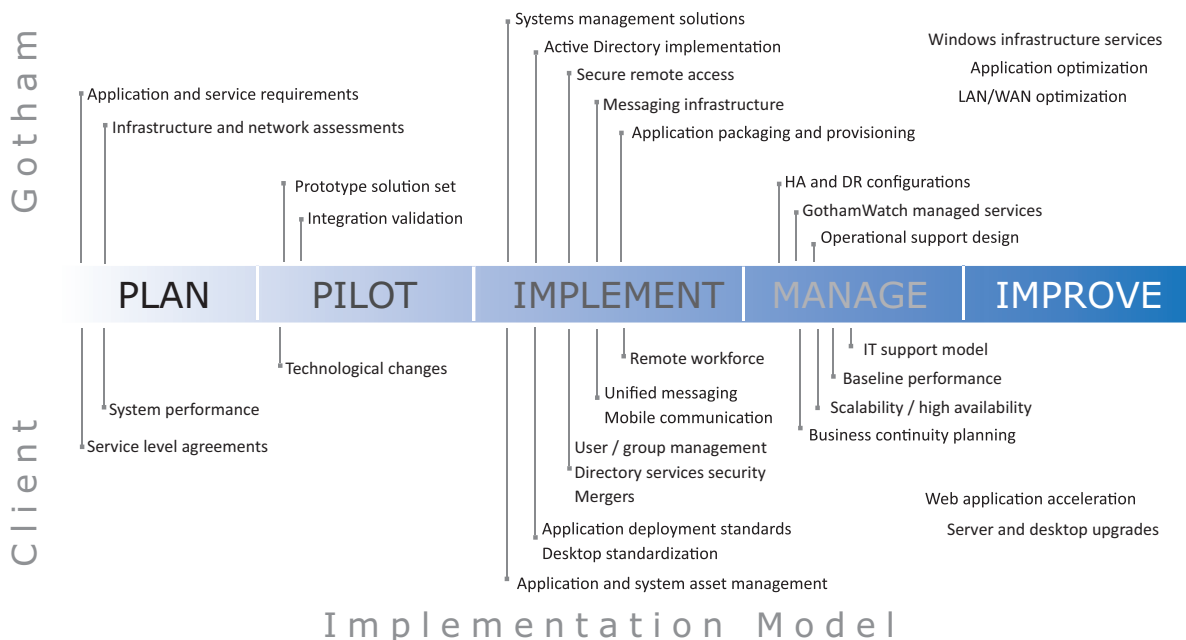 Gotham
Systems management solutions
Active Directory implementation
Secure remote access
Messaging infrastructure
Application packaging and provisioning
Windows infrastructure services
Application optimization
LAN/WAN optimization
Application and service requirements
Infrastructure and network assessments
Prototype solution set
Integration validation
HA and DR configurations
GothamWatch managed services
Operational support design
PLAN
PILOT
IMPLEMENT
MANAGE
IMPROVE
Client
System performance
Service level agreements
Technological changes
Remote workforce
Unified messaging
Mobile communication
User / group management
Directory services security
Mergers
Application deployment standards
Desktop standardization
Application and system asset management
IT support model
Baseline performance
Scalability / high availability
Business continuity planning
Web application acceleration
Server and desktop upgrades
Implementation Model